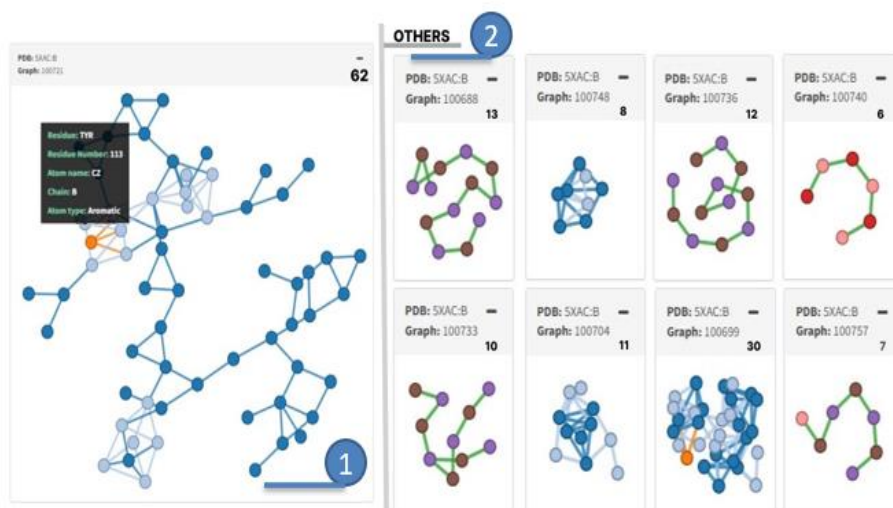 PDB: 5XAC:B
Graph: 100721
62
Residue: TYR
Residue Number: 113
Atom name: CZ
Chain: B
Atom type: Aromatic
1
OTHERS
2
PDB: 5XAC:B
Graph: 100688
13
PDB: 5XAC:B
Graph: 100748
8
PDB: 5XAC:B
Graph: 100736
12
PDB: 5XAC:B
Graph: 100740
6
PDB: 5XAC:B
Graph: 100733
10
PDB: 5XAC:B
Graph: 100704
11
PDB: 5XAC:B
Graph: 100699
30
PDB: 5XAC:B
Graph: 100757
7